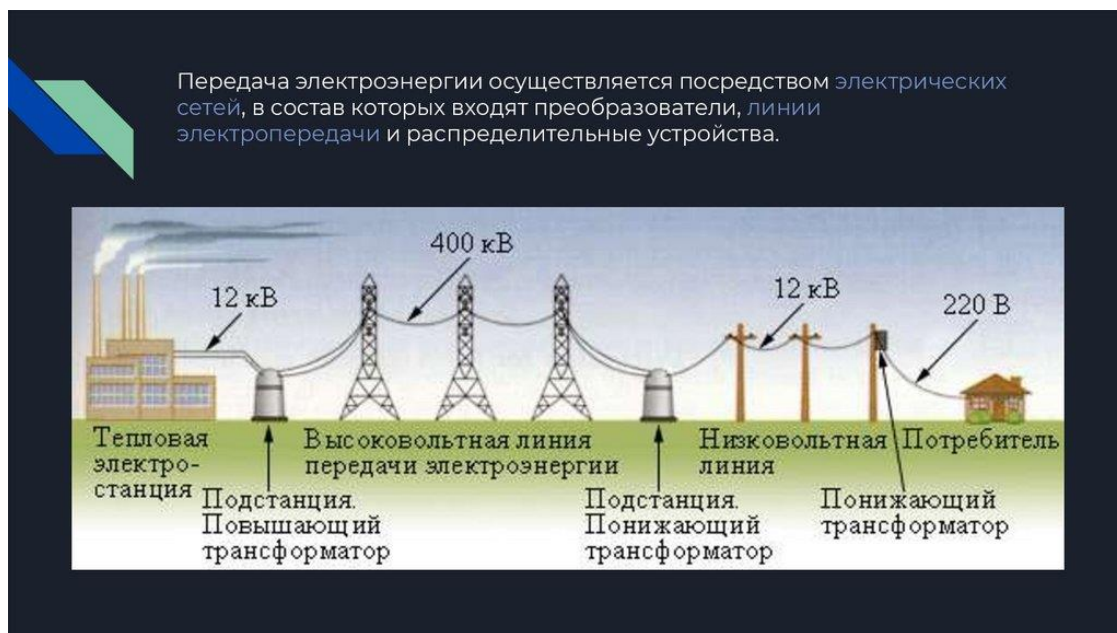 Передача электроэнергии осуществляется посредством электрических
сетей, в состав которых входят преобразователи, линии
электропередачи и распределительные устройства.
400 кВ
12 кВ
12 кВ
220 В
Тепловая
электро-
станция
Высоковольтная линия
передачи электроэнергии
Низковольтная
линия
Потребитель
Подстанция.
Повышающий
трансформатор
Подстанция.
Понижающий
трансформатор
Понижающий
трансформатор